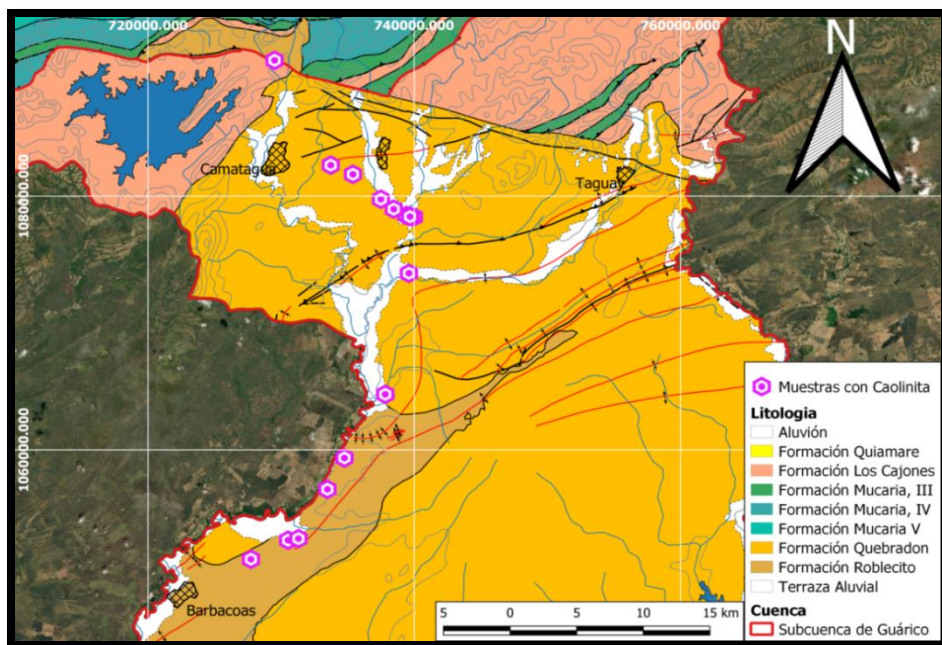 720000.000
740000.000
760000.000
N
Camatagua
Taguay
1080000.000
1060000.000
Barbacoas
5 0 5 10 15 km
Muestras con Caolinita
Litologia
Aluvión
Formación Quiamare
Formación Los Cajones
Formación Mucaria, III
Formación Mucaria, IV
Formación Mucaria V
Formación Quebradon
Formación Roblecito
Terraza Aluvial
Cuenca
Subcuenca de Guárico